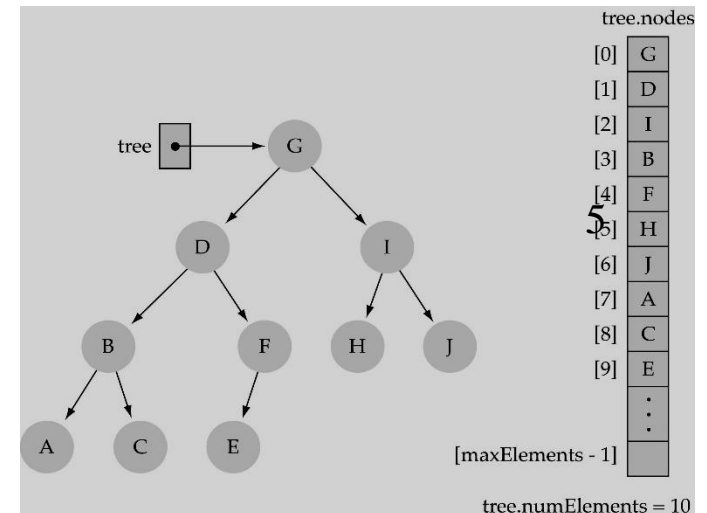 tree.nodes
[0] G
[1] D
[2] I
[3] B
[4] F
5
[5] H
[6] J
[7] A
[8] C
[9] E
[maxElements - 1]
tree
G
D I
B F H J
A C E
tree.numElements = 10